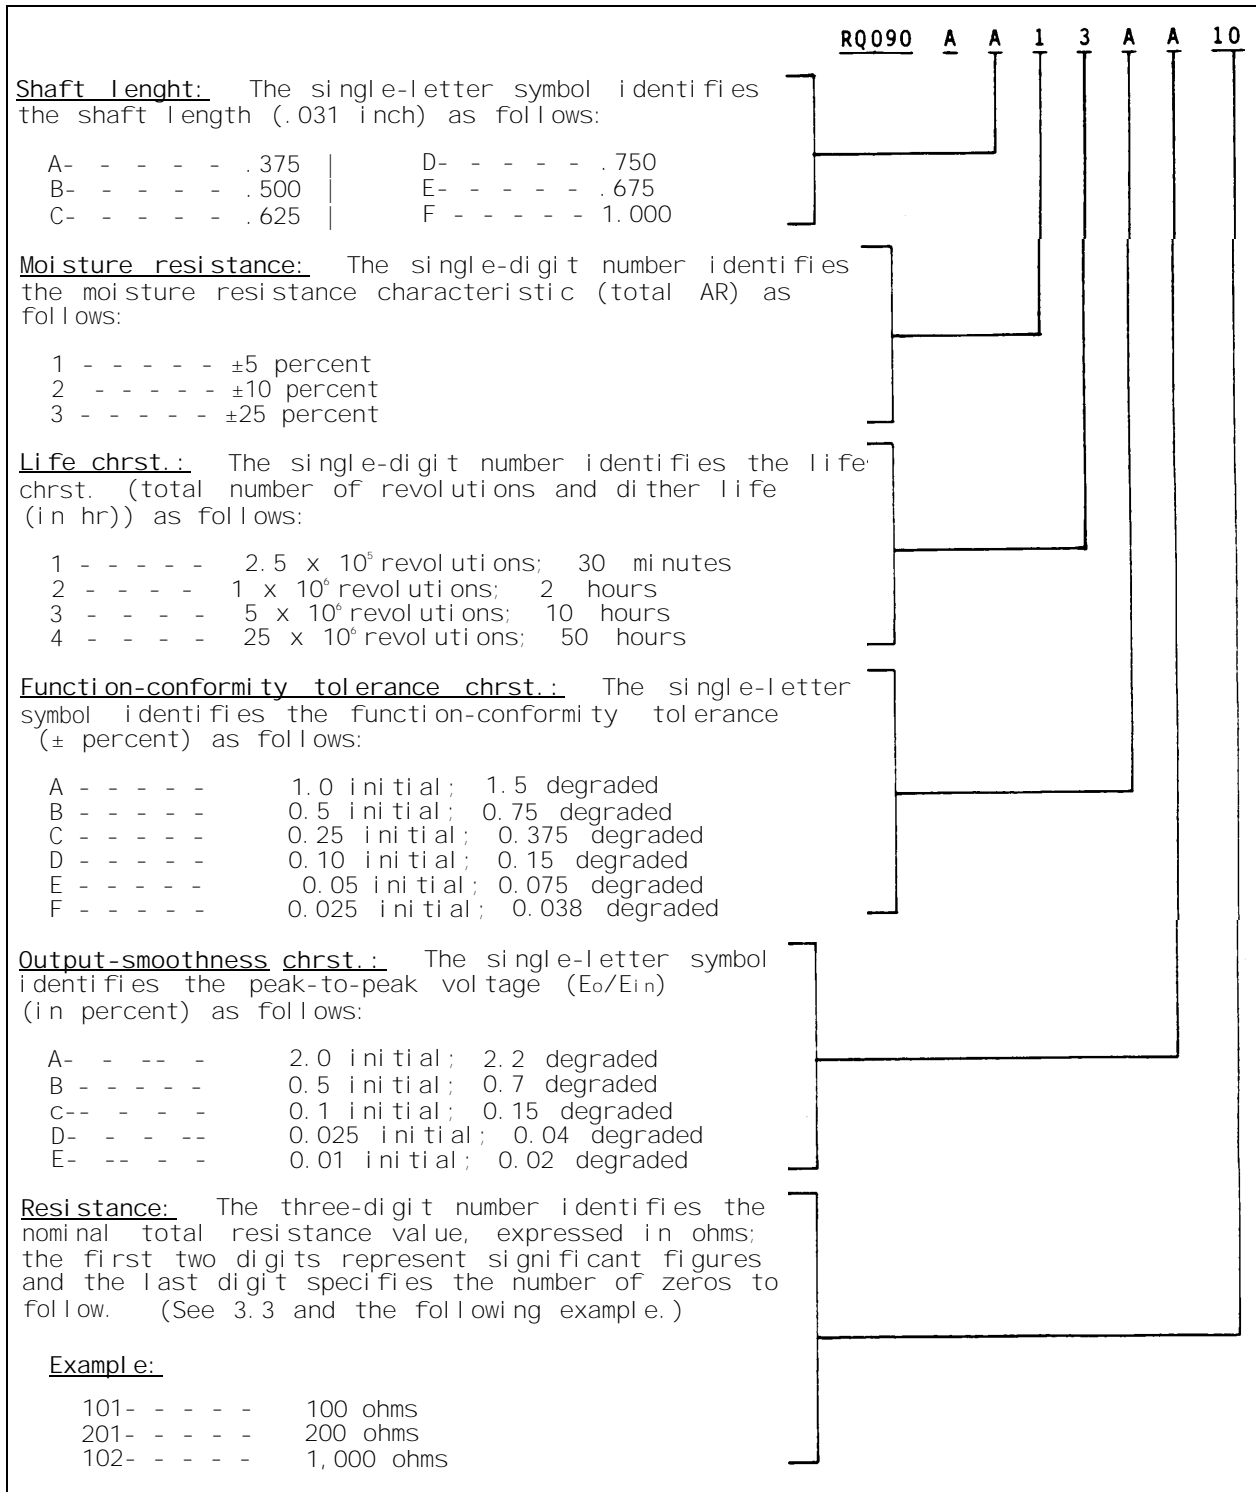 RQ090 A A 1 3 A A 10
Shaft lenght: The single-letter symbol identifies
the shaft length (.031 inch) as follows:
A- - - - - .375 | D- - - - - .750
B- - - - - .500 | E- - - - - .675
C- - - - - .625 | F - - - - - 1.000
Moisture resistance: The single-digit number identifies
the moisture resistance characteristic (total AR) as
follows:
1 - - - - - ±5 percent
2 - - - - - ±10 percent
3 - - - - - ±25 percent
Life chrst.: The single-digit number identifies the life
chrst. (total number of revolutions and dither life
(in hr)) as follows:
1 - - - - - 2.5 x 10⁵ revolutions; 30 minutes
2 - - - - 1 x 10⁶ revolutions; 2 hours
3 - - - - 5 x 10⁶ revolutions; 10 hours
4 - - - - 25 x 10⁶ revolutions; 50 hours
Function-conformity tolerance chrst.: The single-letter
symbol identifies the function-conformity tolerance
(± percent) as follows:
A - - - - - 1.0 initial; 1.5 degraded
B - - - - - 0.5 initial; 0.75 degraded
C - - - - - 0.25 initial; 0.375 degraded
D - - - - - 0.10 initial; 0.15 degraded
E - - - - - 0.05 initial; 0.075 degraded
F - - - - - 0.025 initial; 0.038 degraded
Output-smoothness chrst.: The single-letter symbol
identifies the peak-to-peak voltage (Eo/Ein)
(in percent) as follows:
A- - -- - 2.0 initial; 2.2 degraded
B - - - - - 0.5 initial; 0.7 degraded
c-- - - - 0.1 initial; 0.15 degraded
D- - - -- 0.025 initial; 0.04 degraded
E- -- - - 0.01 initial; 0.02 degraded
Resistance: The three-digit number identifies the
nominal total resistance value, expressed in ohms;
the first two digits represent significant figures
and the last digit specifies the number of zeros to
follow. (See 3.3 and the following example.)
Example:
101- - - - - 100 ohms
201- - - - - 200 ohms
102- - - - - 1,000 ohms